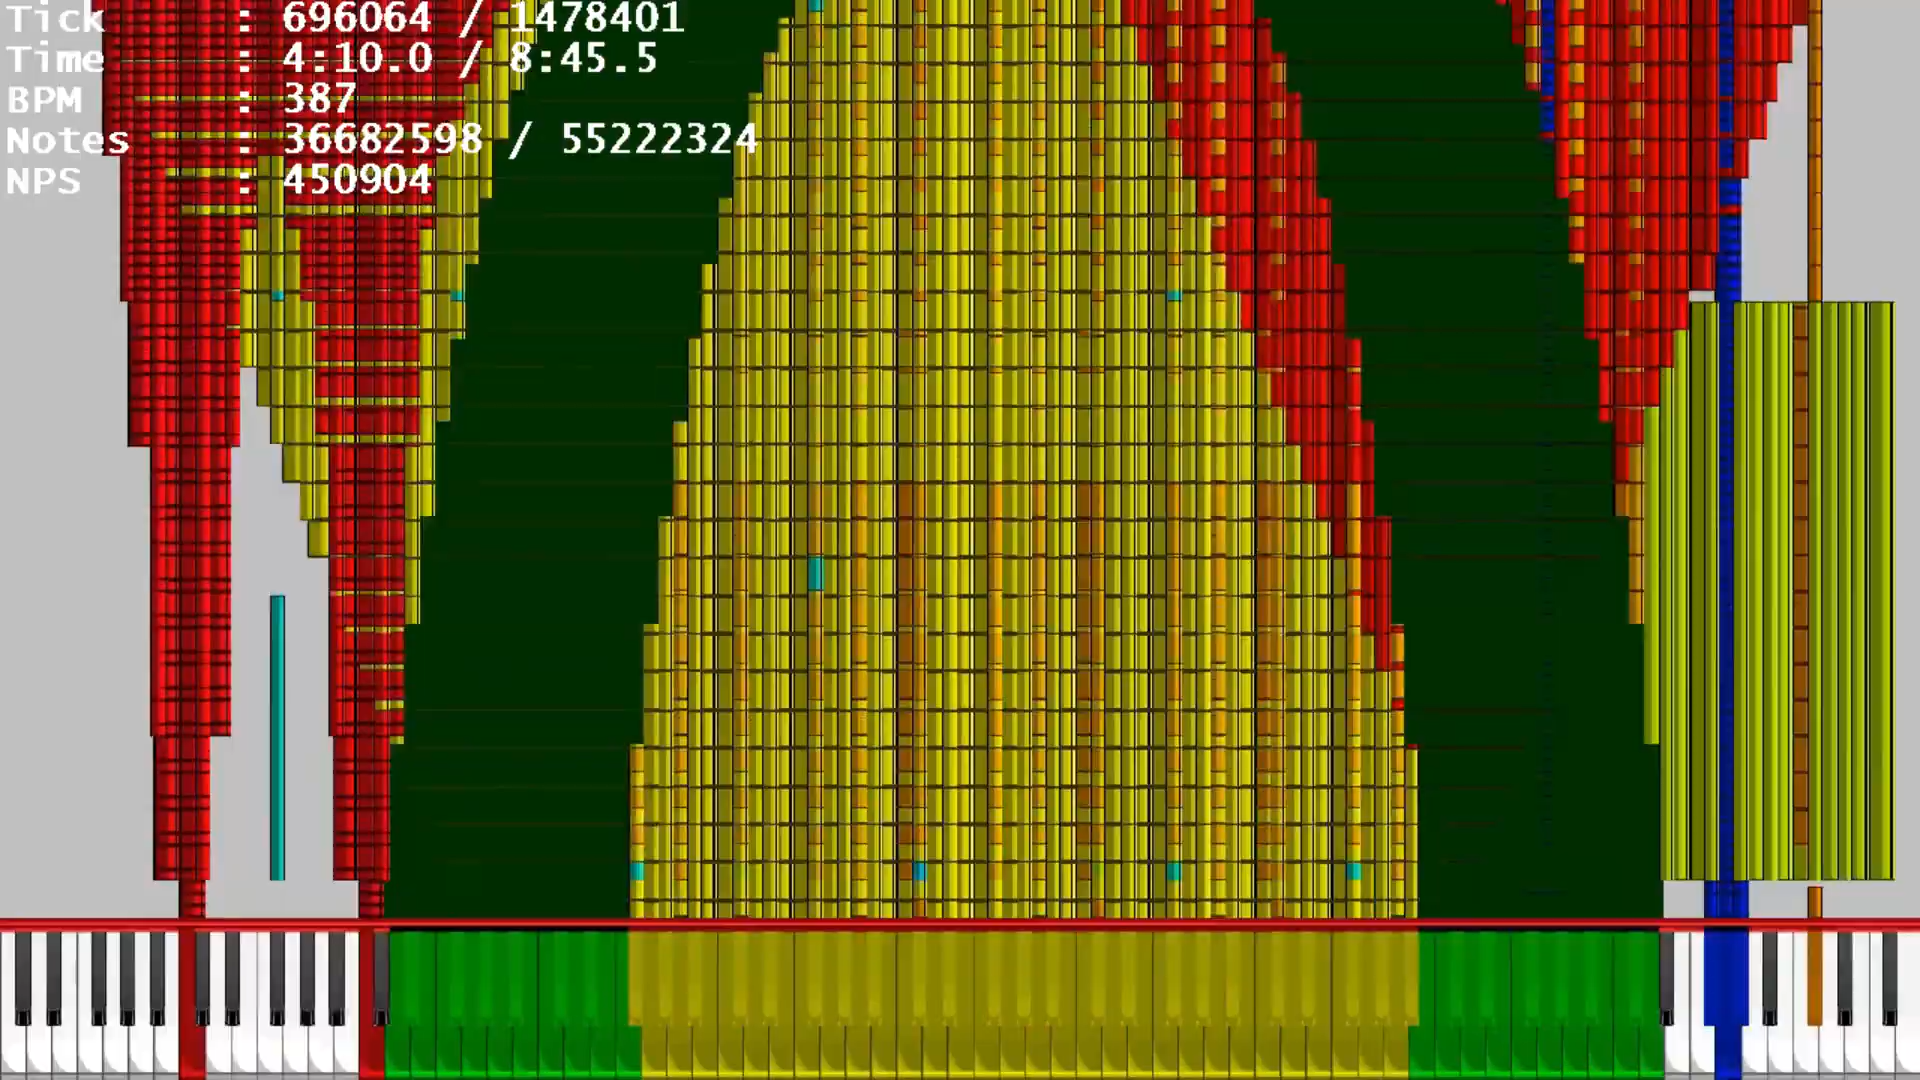 Tick : 696064 / 1478401
Time : 4:10.0 / 8:45.5
BPM : 387
Notes : 36682598 / 55222324
NPS : 450904